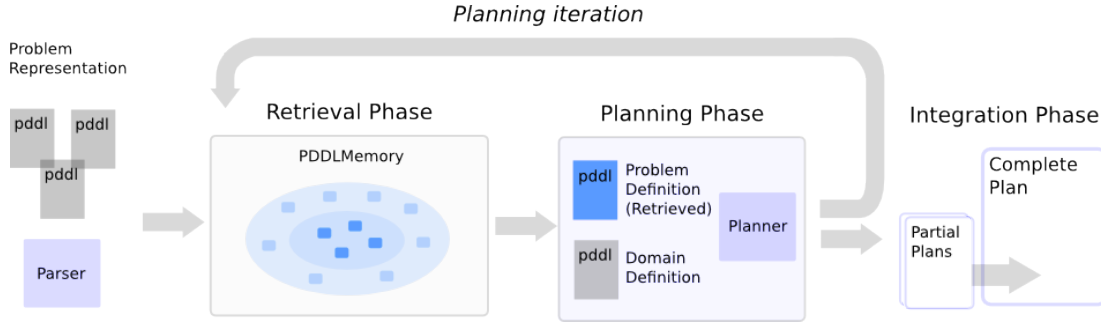 Planning iteration
Problem
Representation
pddl
pddl
pddl
Parser
Retrieval Phase
PDDLMemory
Planning Phase
pddl
Problem
Definition
(Retrieved)
pddl
Domain
Definition
Planner
Integration Phase
Complete
Plan
Partial
Plans